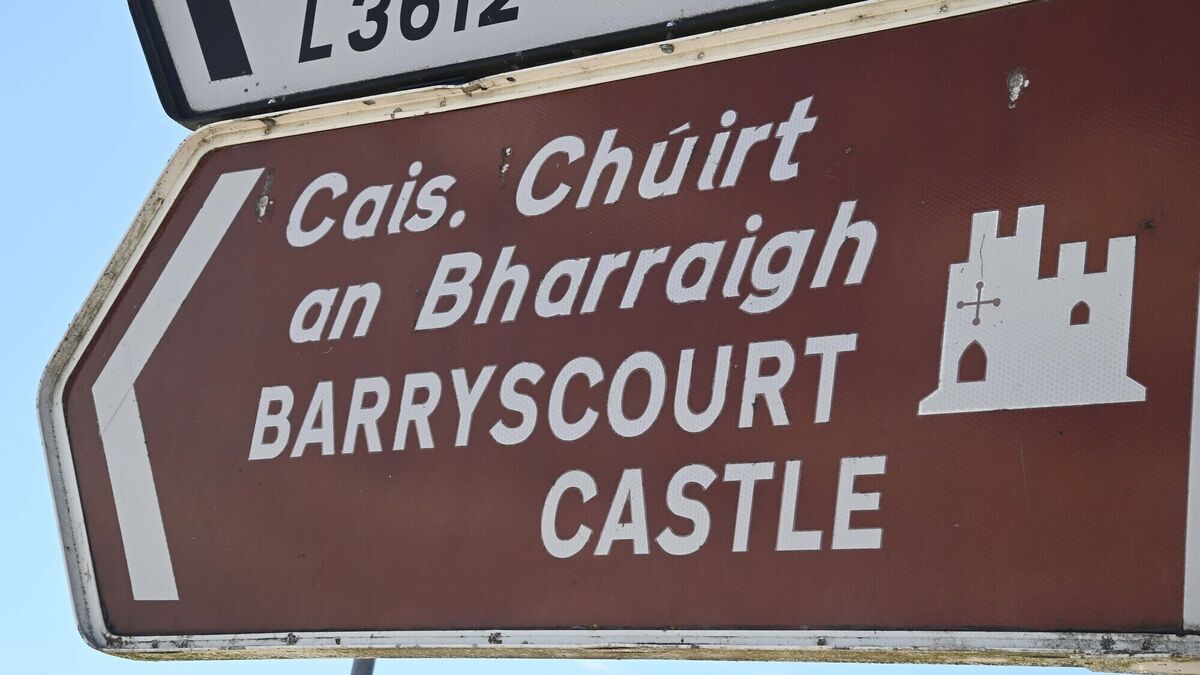 L3612
Cais. Chúirt
an Bharraigh
BARRYSCOURT
CASTLE